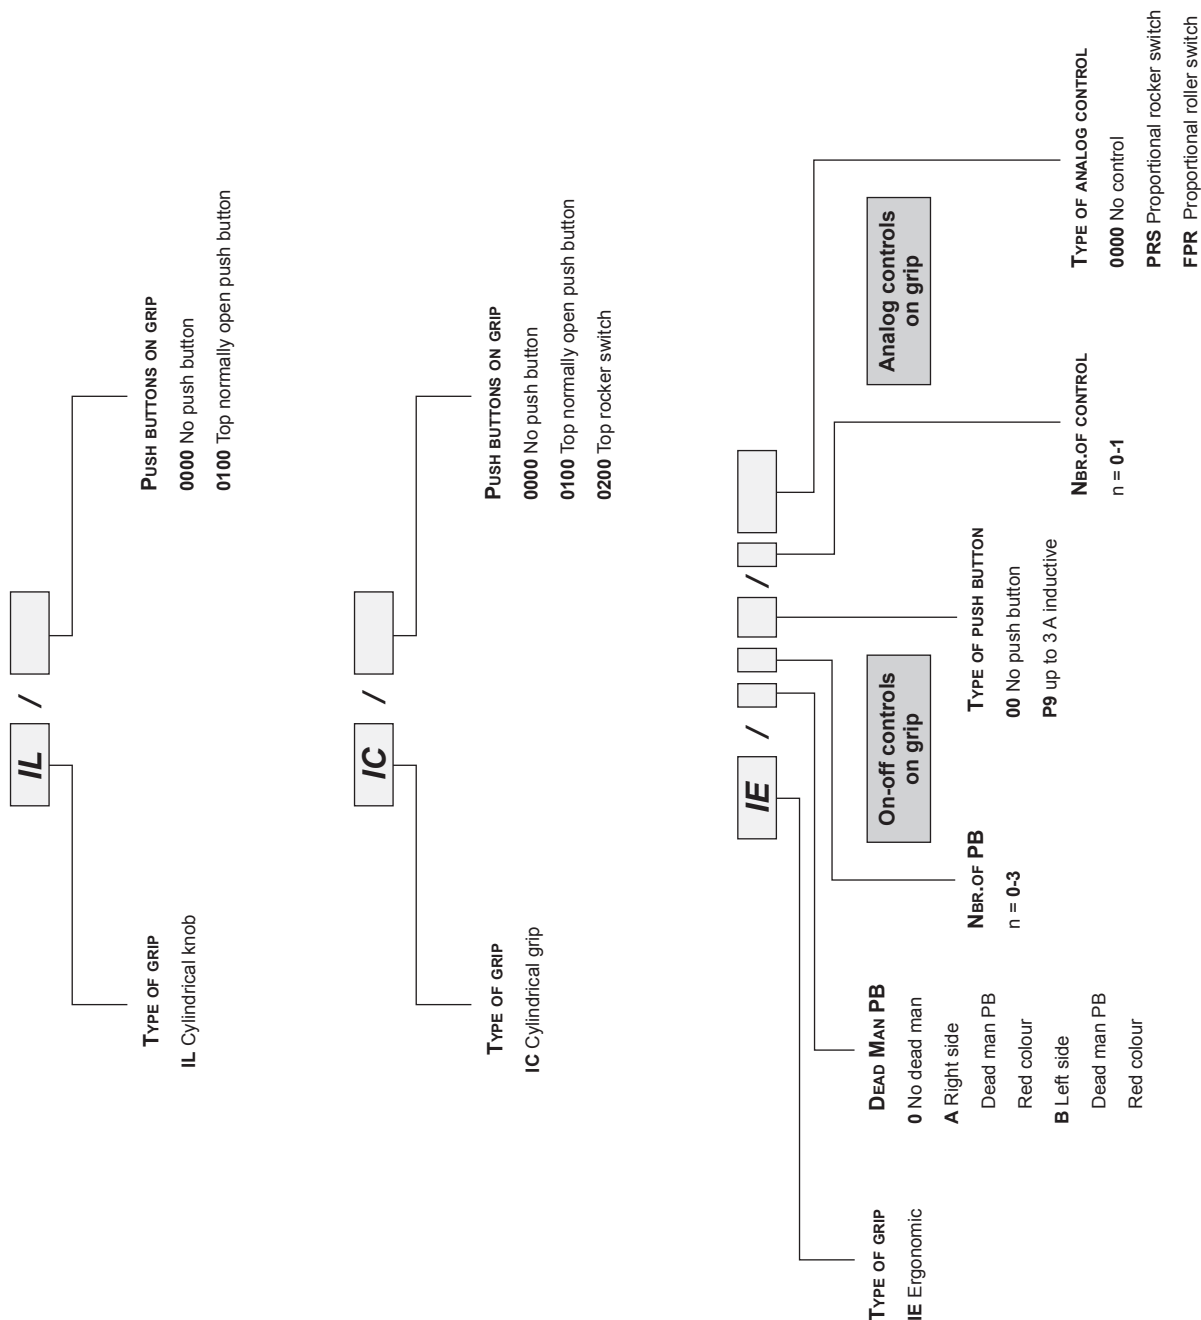 IL / 
TYPE OF GRIP
IL Cylindrical knob
PUSH BUTTONS ON GRIP
0000 No push button
0100 Top normally open push button
IC / 
TYPE OF GRIP
IC Cylindrical grip
PUSH BUTTONS ON GRIP
0000 No push button
0100 Top normally open push button
0200 Top rocker switch
IE / /
On-off controls
on grip
Analog controls
on grip
TYPE OF GRIP
IE Ergonomic
DEAD MAN PB
0 No dead man
A Right side
Dead man PB
Red colour
B Left side
Dead man PB
Red colour
NBR.OF PB
n = 0-3
TYPE OF PUSH BUTTON
00 No push button
P9 up to 3 A inductive
NBR.OF CONTROL
n = 0-1
TYPE OF ANALOG CONTROL
0000 No control
PRS Proportional rocker switch
FPR Proportional roller switch